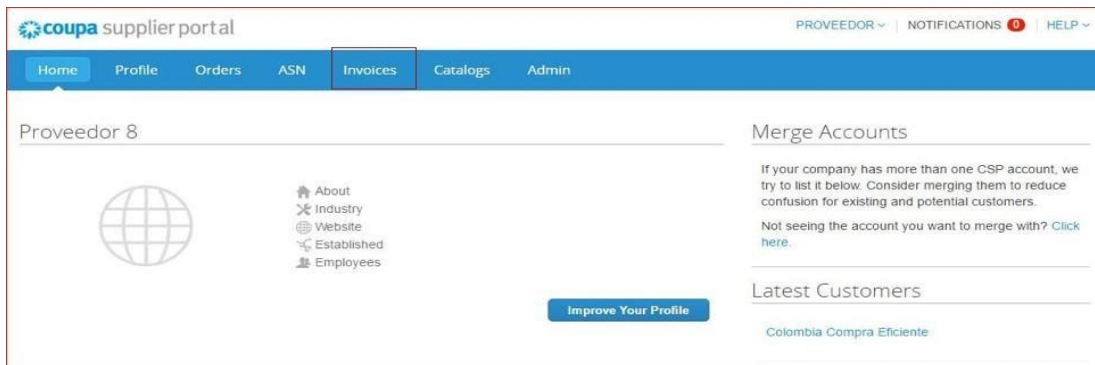 coupa supplier portal
PROVEEDOR NOTIFICATIONS 0 HELP
Home Profile Orders ASN Invoices Catalogs Admin
Proveedor 8
About
Industry
Website
Established
Employees
Improve Your Profile
Merge Accounts
If your company has more than one CSP account, we
try to list it below. Consider merging them to reduce
confusion for existing and potential customers.
Not seeing the account you want to merge with? Click
here.
Latest Customers
Colombia Compra Eficiente